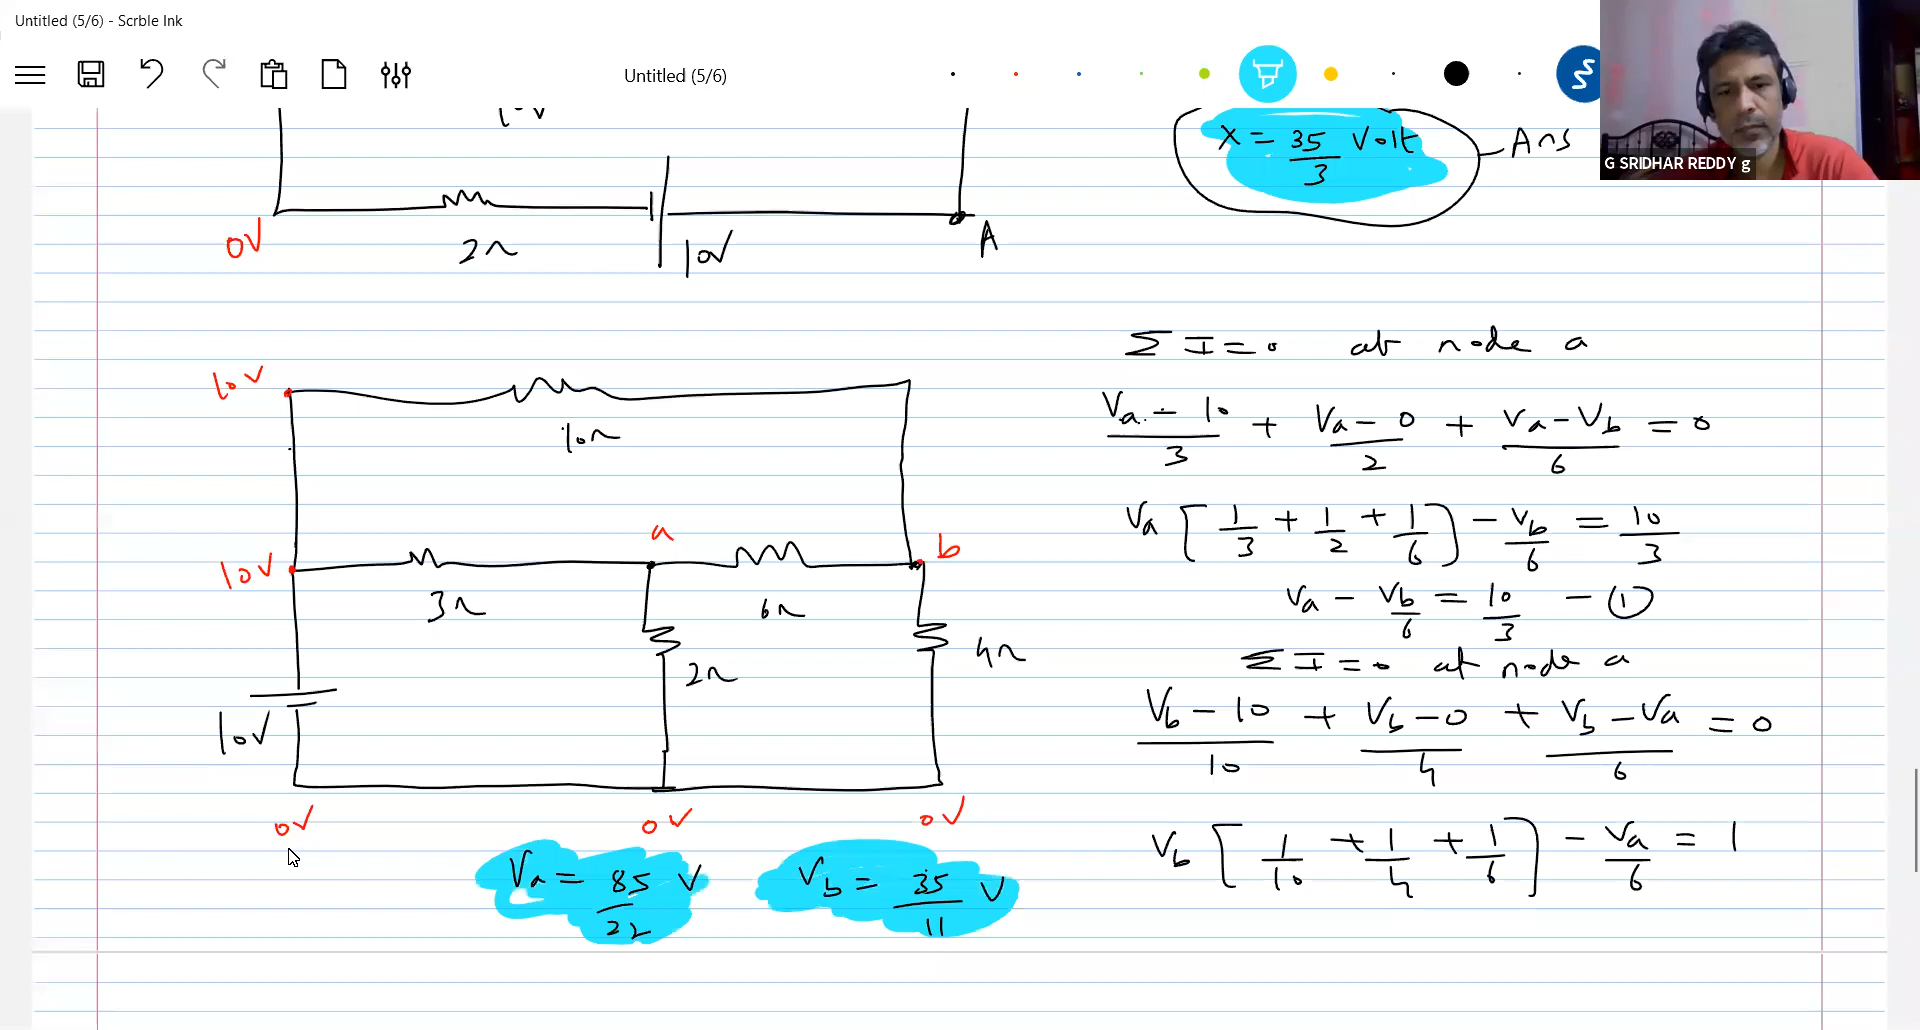 Untitled (5/6) - Scrble Ink
Untitled (5/6)
G SRIDHAR REDDY g
10V
0V
2Ω
10V
A
x = 35/3 Volt
Ans
10V
10Ω
10V
a
b
3Ω
6Ω
2Ω
4Ω
10V
0V
0V
0V
Va = 85/22 V
Vb = 35/11 V
Σ I = 0 at node a
(Va - 10)/3 + (Va - 0)/2 + (Va - Vb)/6 = 0
Va [1/3 + 1/2 + 1/6] - Vb/6 = 10/3
Va - Vb/6 = 10/3 - ①
Σ I = 0 at node a
(Vb - 10)/10 + (Vb - 0)/4 + (Vb - Va)/6 = 0
Vb [1/10 + 1/4 + 1/6] - Va/6 = 1